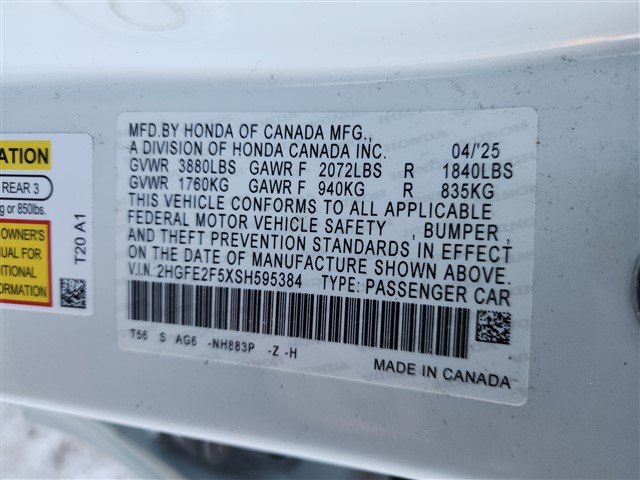 ATION
REAR 3
g or 850lbs.
OWNER'S
NUAL FOR
DITIONAL
FORMATION
T20 A1
MFD.BY HONDA OF CANADA MFG.,
A DIVISION OF HONDA CANADA INC. 04/'25
GVWR 3880LBS GAWR F 2072LBS R 1840LBS
GVWR 1760KG GAWR F 940KG R 835KG
THIS VEHICLE CONFORMS TO ALL APPLICABLE
FEDERAL MOTOR VEHICLE SAFETY , BUMPER,
AND THEFT PREVENTION STANDARDS IN EFFECT
ON THE DATE OF MANUFACTURE SHOWN ABOVE.
V.I.N.:2HGFE2F5XSH595384 TYPE: PASSENGER CAR
T56 S AG6 -NH883P -Z -H
MADE IN CANADA